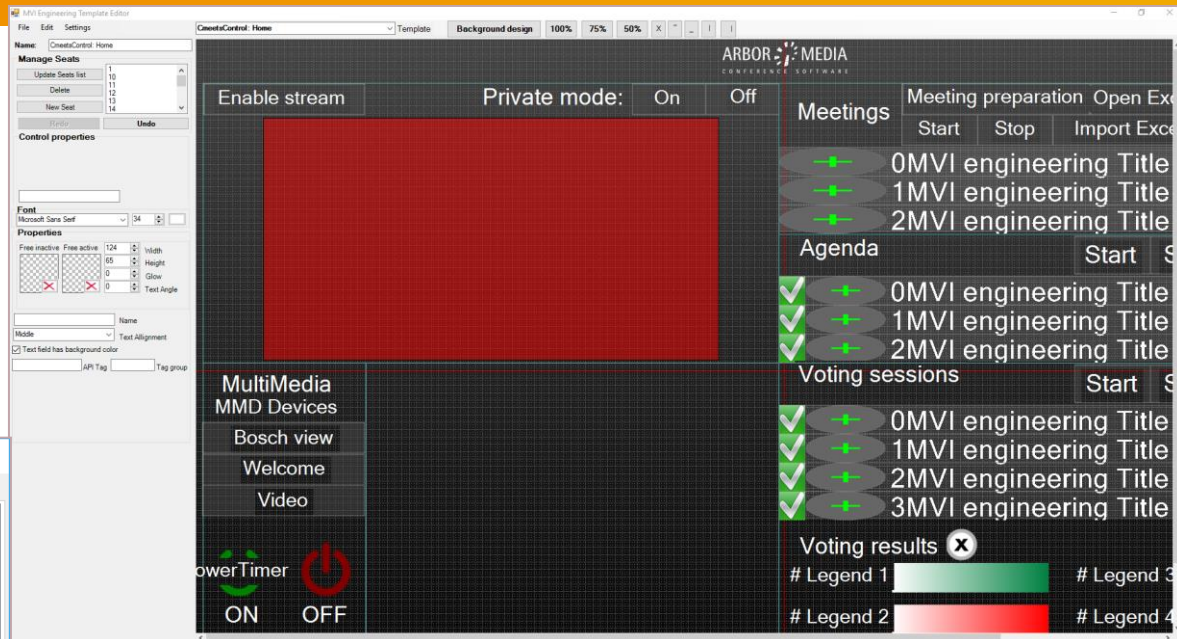 MVI Engineering Template Editor
File Edit Settings
CmeetsControl: Home
Template
Background design 100% 75% 50% X
Name: CmeetsControl: Home
Manage Seats
Update Seats list
Delete
New Seat
1
10
11
12
13
14
Undo
Control properties
Font
Microsoft Sans Serif 34
Properties
Free inactive Free active
124 Width
65 Height
0 Glow
0 Text Angle
Name
Middle Text Allignment
Text field has background color
API Tag
Tag group
ARBOR MEDIA
CONFERENCE SOFTWARE
Enable stream
Private mode: On Off
MultiMedia
MMD Devices
Bosch view
Welcome
Video
owerTimer
ON OFF
Meetings
Meeting preparation Open Exc
Start Stop Import Exce
0MVI engineering Title
1MVI engineering Title
2MVI engineering Title
Agenda
Start S
0MVI engineering Title
1MVI engineering Title
2MVI engineering Title
Voting sessions
Start S
0MVI engineering Title
1MVI engineering Title
2MVI engineering Title
3MVI engineering Title
Voting results X
# Legend 1 # Legend 3
# Legend 2 # Legend 4